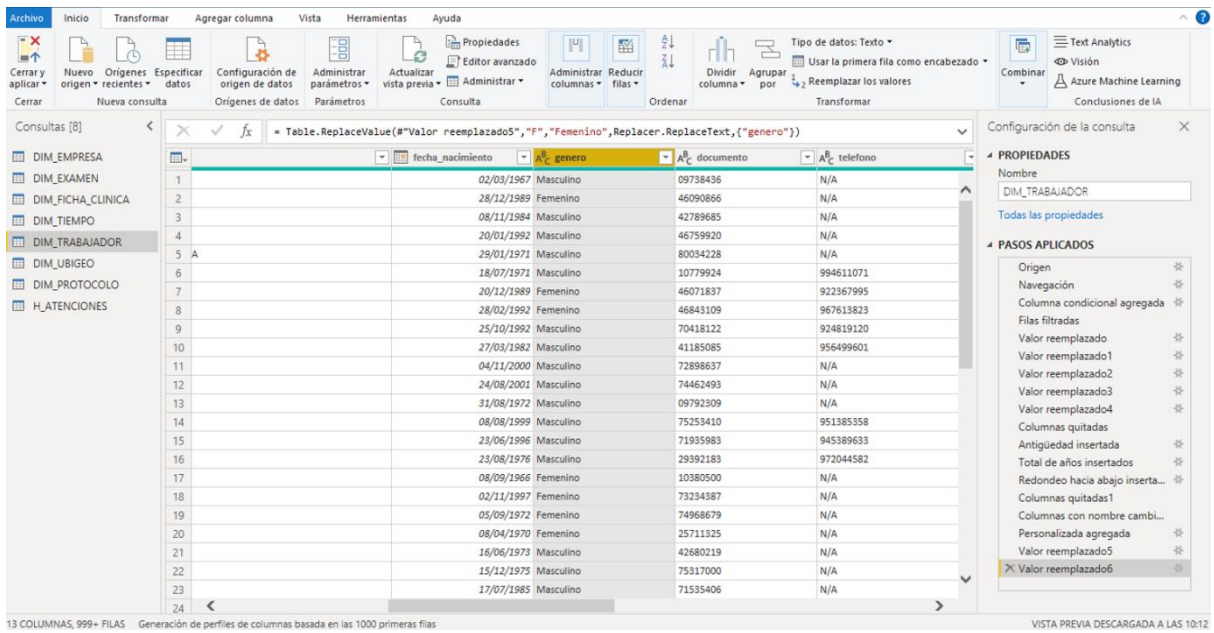 Archivo Inicio Transformar Agregar columna Vista Herramientas Ayuda
Cerrar y aplicar
Nuevo origen
Orígenes recientes
Especificar datos
Configuración de origen de datos
Administrar parámetros
Actualizar vista previa
Propiedades
Editor avanzado
Administrar
Administrar columnas
Reducir filas
Dividir columna
Agrupar por
Tipo de datos: Texto
Usar la primera fila como encabezado
Reemplazar los valores
Combinar
Text Analytics
Visión
Azure Machine Learning
Cerrar Nueva consulta Orígenes de datos Parámetros Consulta Ordenar Transformar Conclusiones de IA
Consultas [8]
DIM_EMPRESA
DIM_EXAMEN
DIM_FICHA_CLINICA
DIM_TIEMPO
DIM_TRABAJADOR
DIM_UBIGEO
DIM_PROTOCOLO
H_ATENCIONES
fx = Table.ReplaceValue(#"Valor reemplazado5","F","Femenino",Replacer.ReplaceText,{"genero"})
fecha_nacimiento ABC genero ABC documento ABC telefono
1 02/03/1967 Masculino 09738436 N/A
2 28/12/1989 Femenino 46090866 N/A
3 08/11/1984 Masculino 42789685 N/A
4 20/01/1992 Masculino 46759920 N/A
5 A 29/01/1971 Masculino 80034228 N/A
6 18/07/1971 Masculino 10779924 994611071
7 20/12/1989 Femenino 46071837 922367995
8 28/02/1992 Femenino 46843109 967613823
9 25/10/1992 Masculino 70418122 924819120
10 27/03/1982 Masculino 41185085 956499601
11 04/11/2000 Masculino 72898637 N/A
12 24/08/2001 Masculino 74462493 N/A
13 31/08/1972 Masculino 09792309 N/A
14 08/08/1999 Masculino 75253410 951385358
15 23/06/1996 Masculino 71935983 945389633
16 23/08/1976 Masculino 29392183 972044582
17 08/09/1966 Femenino 10380500 N/A
18 02/11/1997 Femenino 73234387 N/A
19 05/09/1972 Femenino 74968679 N/A
20 08/04/1970 Femenino 25711325 N/A
21 16/06/1973 Masculino 42680219 N/A
22 15/12/1975 Masculino 75317000 N/A
23 17/07/1985 Masculino 71535406 N/A
24
Configuración de la consulta
PROPIEDADES
Nombre
DIM_TRABAJADOR
Todas las propiedades
PASOS APLICADOS
Origen
Navegación
Columna condicional agregada
Filas filtradas
Valor reemplazado
Valor reemplazado1
Valor reemplazado2
Valor reemplazado3
Valor reemplazado4
Columnas quitadas
Antigüedad insertada
Total de años insertados
Redondeo hacia abajo inserta...
Columnas quitadas1
Columnas con nombre cambi...
Personalizada agregada
Valor reemplazado5
Valor reemplazado6
13 COLUMNAS, 999+ FILAS Generación de perfiles de columnas basada en las 1000 primeras filas VISTA PREVIA DESCARGADA A LAS 10:12